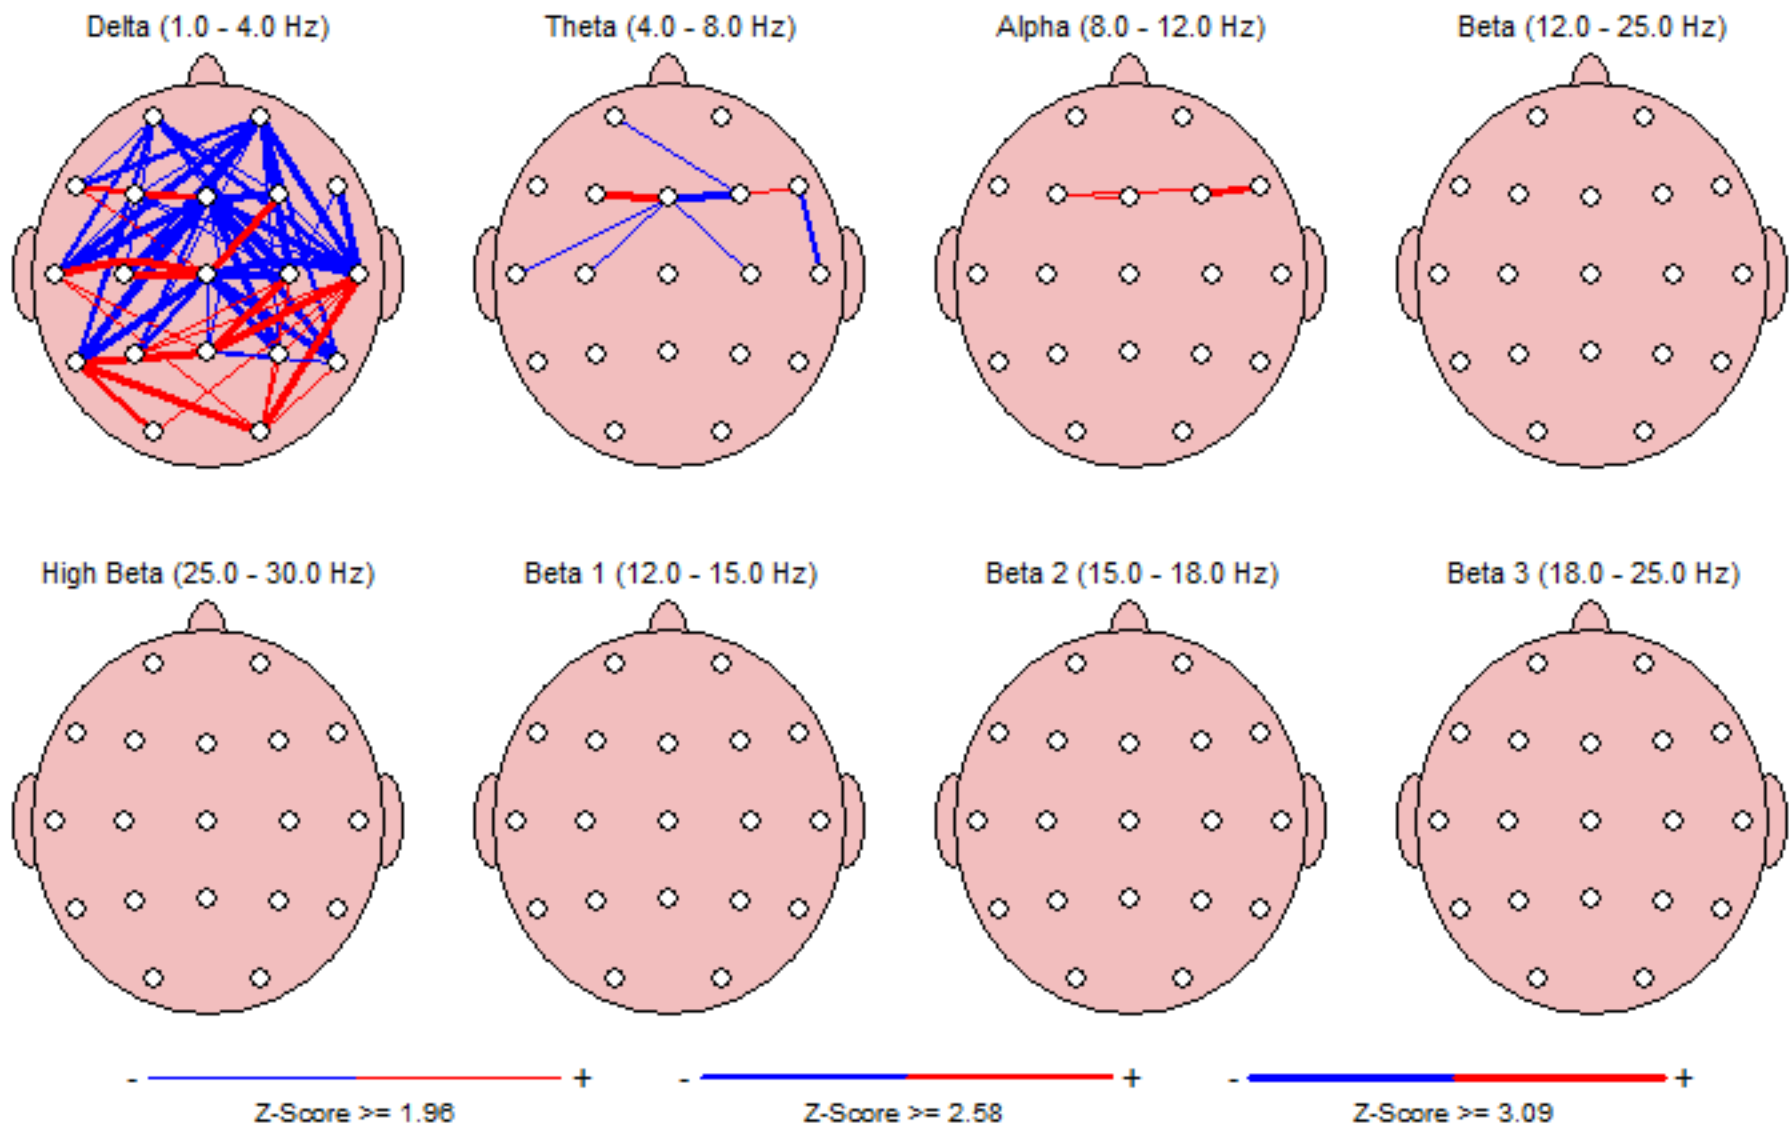 Delta (1.0 - 4.0 Hz) Theta (4.0 - 8.0 Hz) Alpha (8.0 - 12.0 Hz) Beta (12.0 - 25.0 Hz)
High Beta (25.0 - 30.0 Hz) Beta 1 (12.0 - 15.0 Hz) Beta 2 (15.0 - 18.0 Hz) Beta 3 (18.0 - 25.0 Hz)
- + - + - +
Z-Score >= 1.96 Z-Score >= 2.58 Z-Score >= 3.09